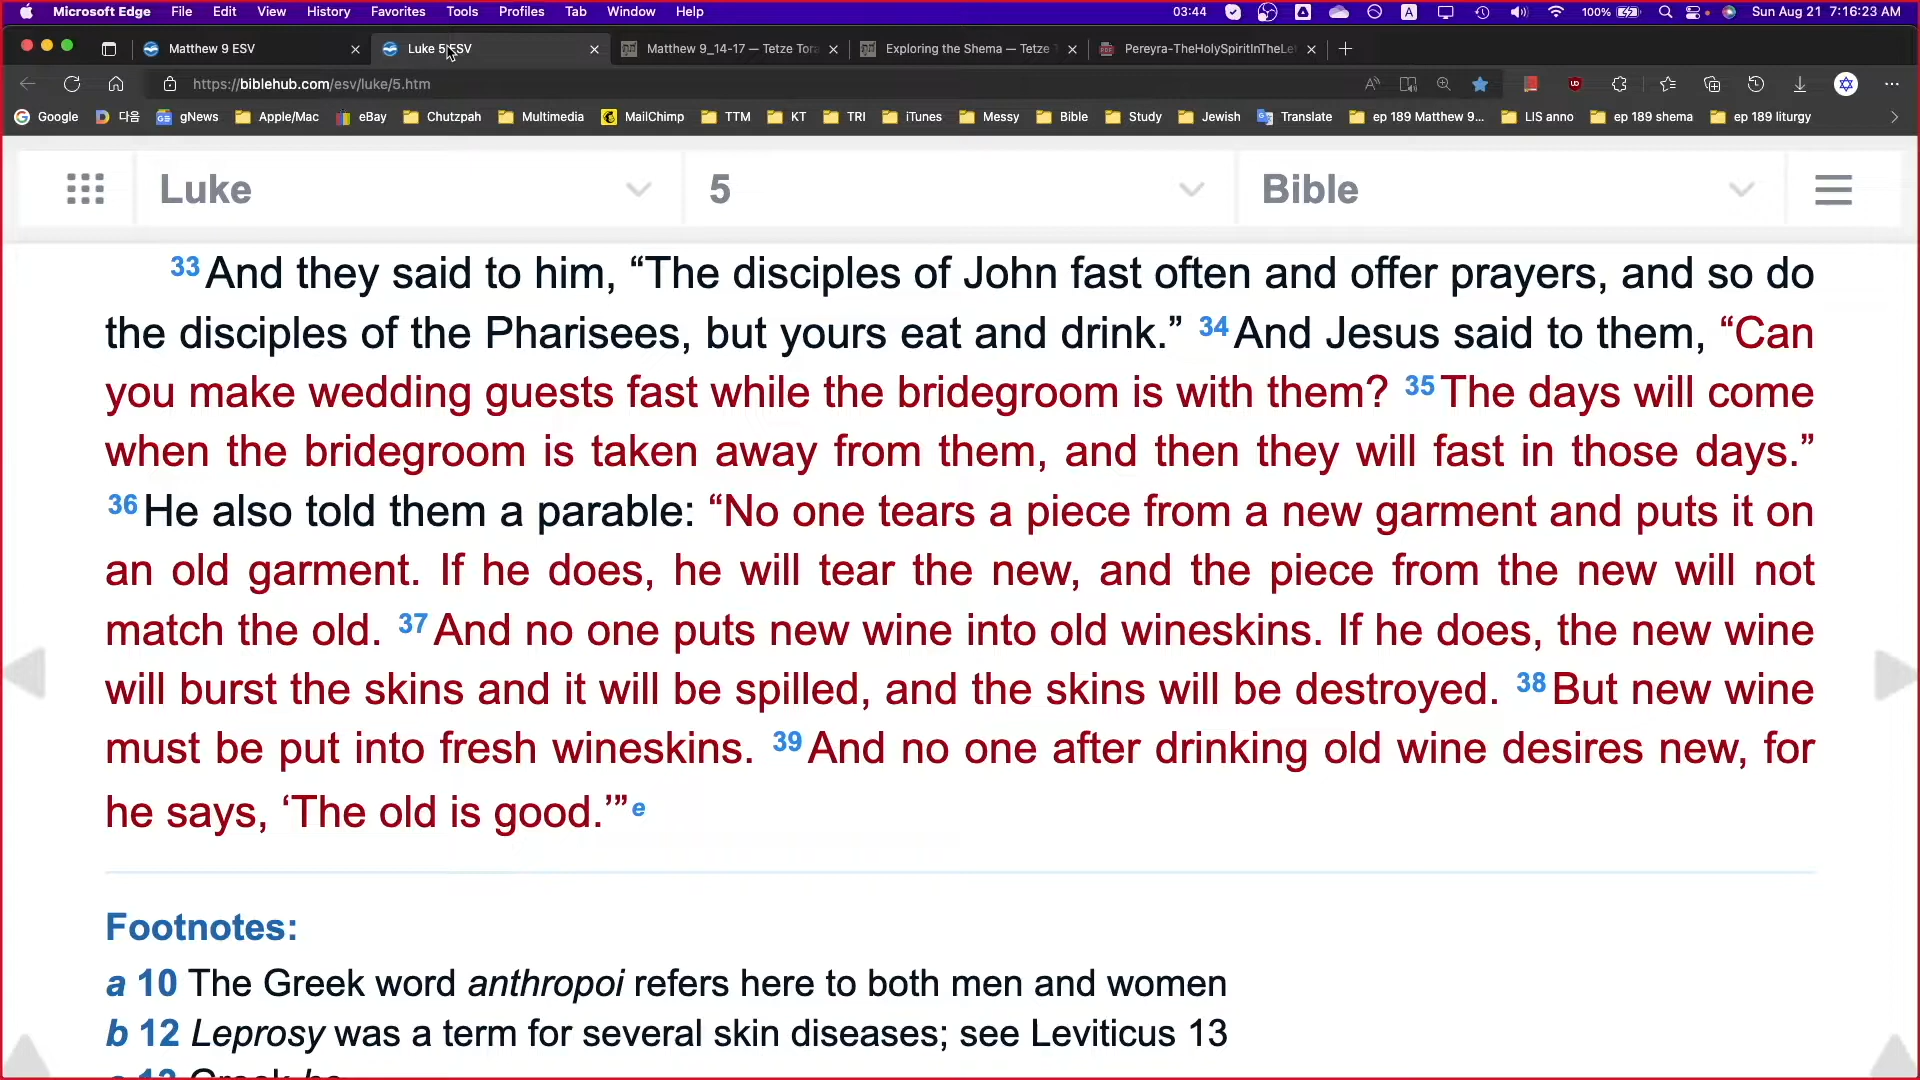 Microsoft Edge File Edit View History Favorites Tools Profiles Tab Window Help 03:44 A 100% Sun Aug 21 7:16:23 AM
Matthew 9 ESV Luke 5 ESV Matthew 9_14-17 — Tetze Tora Exploring the Shema — Tetze T Pereyra-TheHolySpiritInTheLet
https://biblehub.com/esv/luke/5.htm
Google 다음 gNews Apple/Mac eBay Chutzpah Multimedia MailChimp TTM KT TRI iTunes Messy Bible Study Jewish Translate ep 189 Matthew 9... LIS anno ep 189 shema ep 189 liturgy
Luke 5 Bible
33 And they said to him, “The disciples of John fast often and offer prayers, and so do
the disciples of the Pharisees, but yours eat and drink.” 34 And Jesus said to them, “Can
you make wedding guests fast while the bridegroom is with them? 35 The days will come
when the bridegroom is taken away from them, and then they will fast in those days.”
36 He also told them a parable: “No one tears a piece from a new garment and puts it on
an old garment. If he does, he will tear the new, and the piece from the new will not
match the old. 37 And no one puts new wine into old wineskins. If he does, the new wine
will burst the skins and it will be spilled, and the skins will be destroyed. 38 But new wine
must be put into fresh wineskins. 39 And no one after drinking old wine desires new, for
he says, ‘The old is good.’” e
Footnotes:
a 10 The Greek word anthropoi refers here to both men and women
b 12 Leprosy was a term for several skin diseases; see Leviticus 13